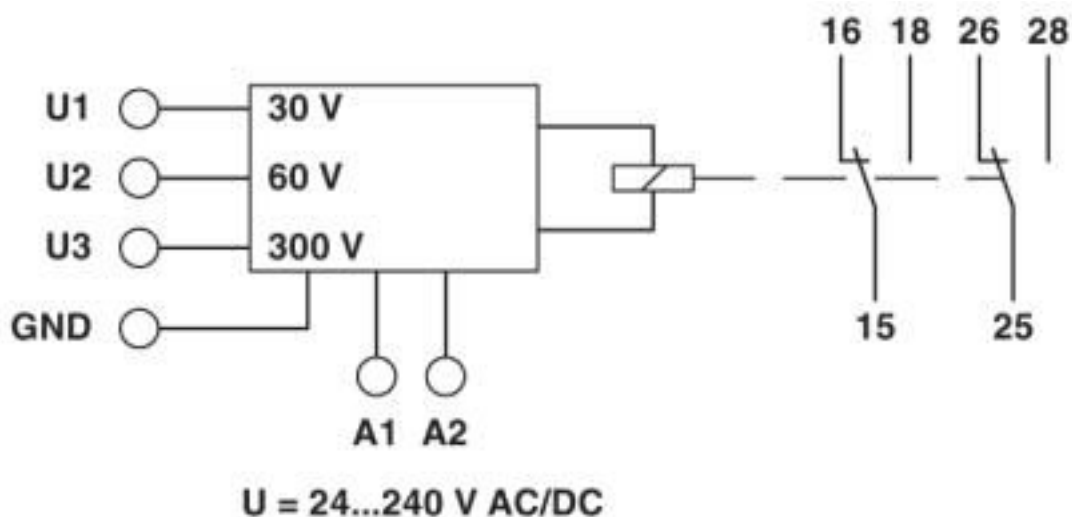 16 18 26 28
U1 30 V
U2 60 V
U3 300 V
GND
15 25
A1 A2
U = 24...240 V AC/DC